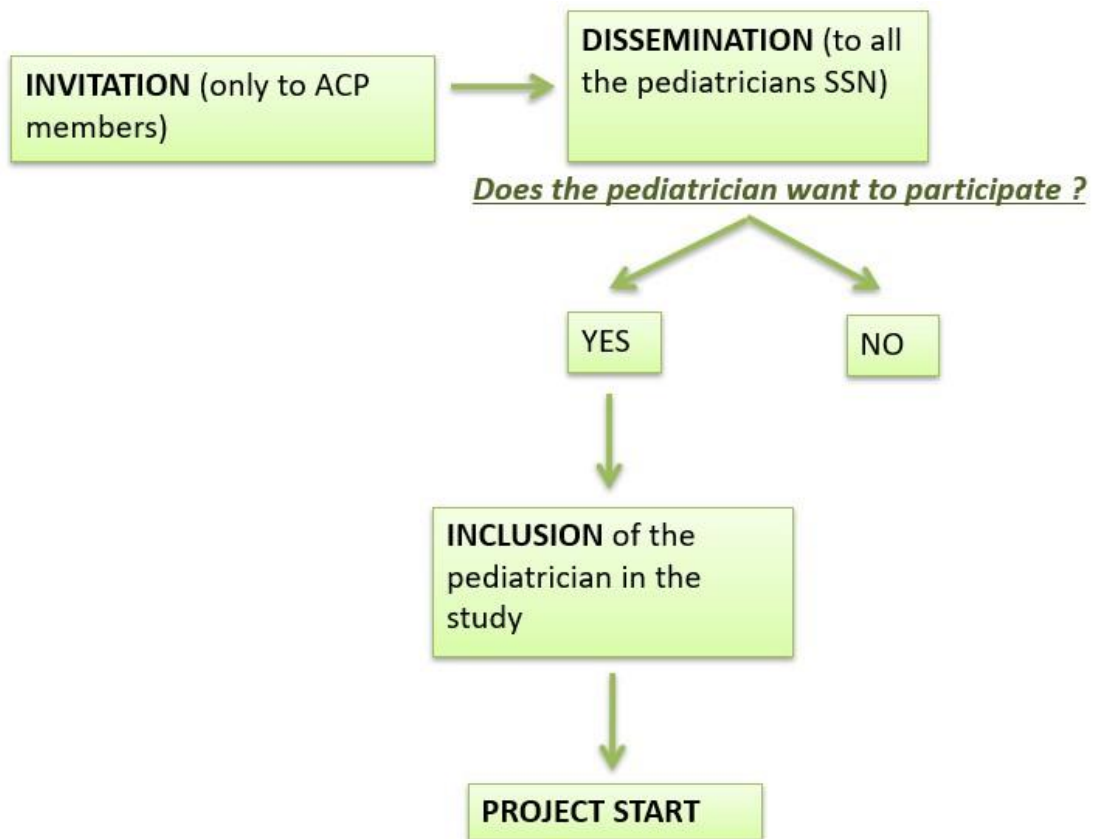 INVITATION (only to ACP
members)
DISSEMINATION (to all
the pediatricians SSN)
Does the pediatrician want to participate ?
YES
NO
INCLUSION of the
pediatrician in the
study
PROJECT START